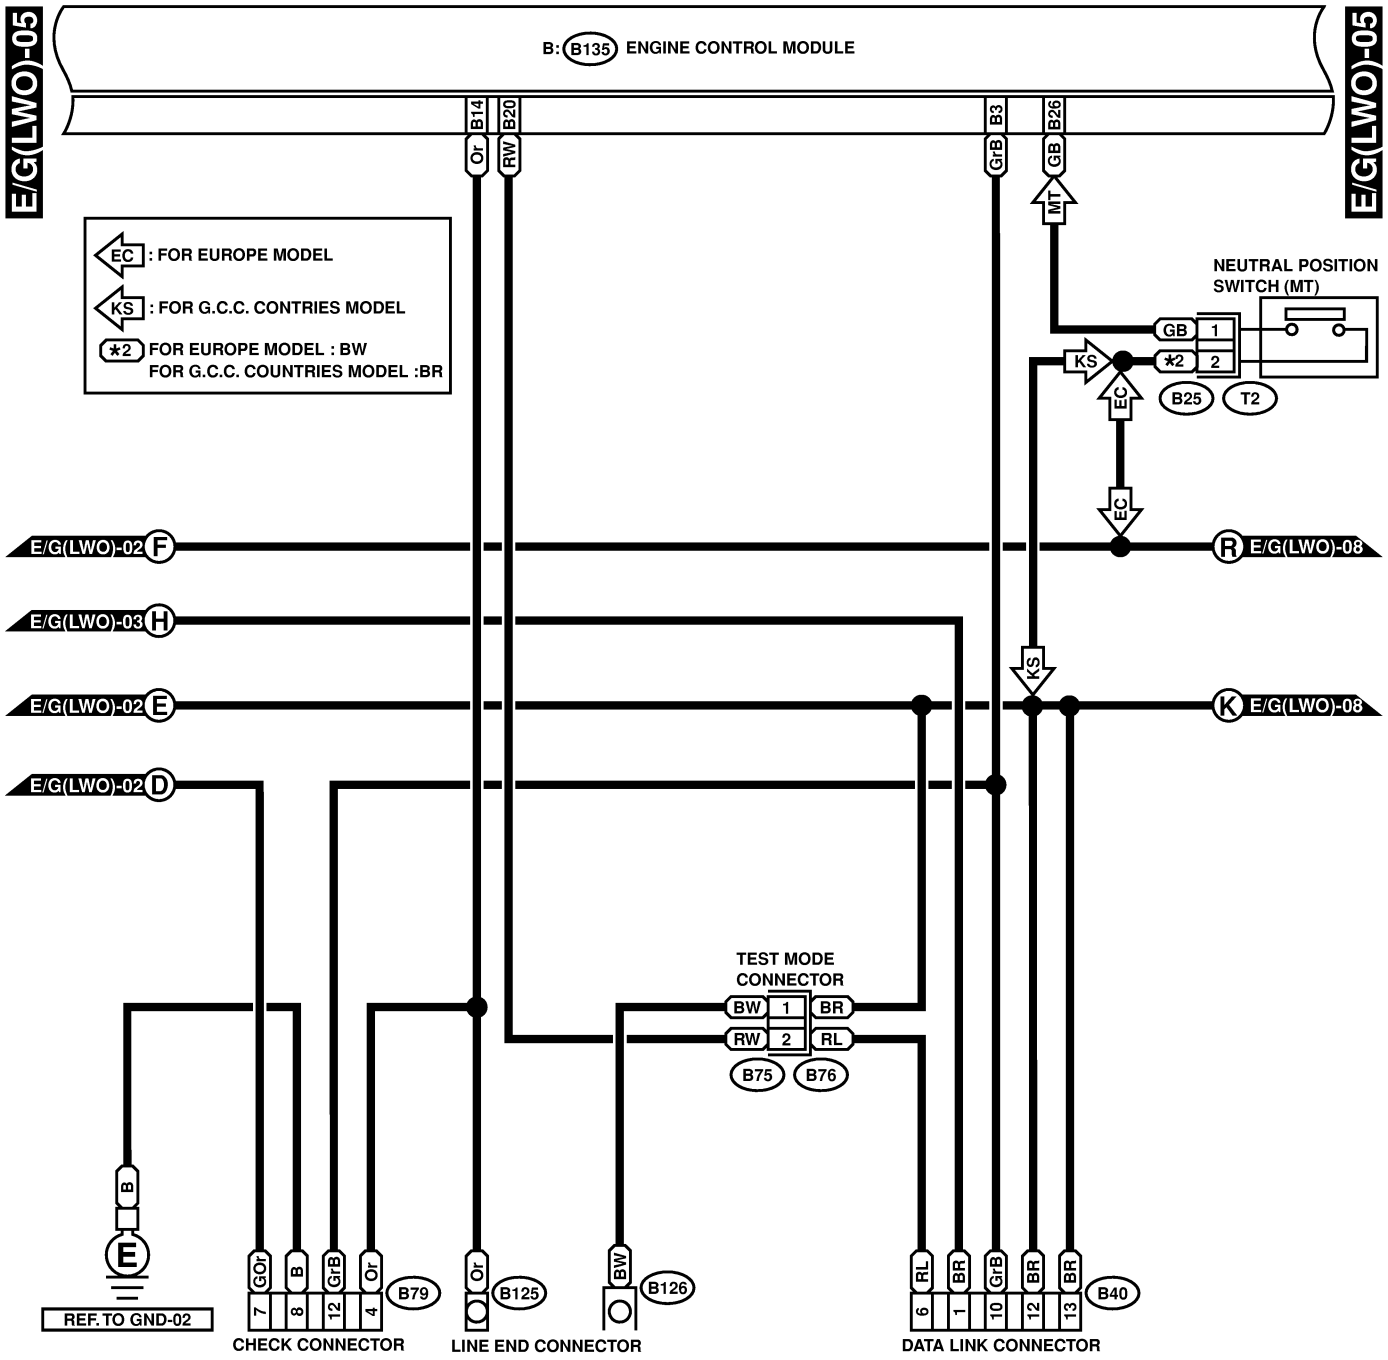 E/G(LWO)-05
B: B135 ENGINE CONTROL MODULE
E/G(LWO)-05
B14 B20 B3 B26
Or RW GrB GB
MT
EC : FOR EUROPE MODEL
KS : FOR G.C.C. CONTRIES MODEL
*2 FOR EUROPE MODEL : BW
FOR G.C.C. COUNTRIES MODEL :BR
NEUTRAL POSITION
SWITCH (MT)
GB 1
KS *2 2
EC
B25 T2
EC
E/G(LWO)-02 F
R E/G(LWO)-08
E/G(LWO)-03 H
KS
E/G(LWO)-02 E
K E/G(LWO)-08
E/G(LWO)-02 D
TEST MODE
CONNECTOR
BW 1 BR
RW 2 RL
B75 B76
B
E
REF. TO GND-02
GOr B GrB Or
7 8 12 4
B79
CHECK CONNECTOR
Or
B125
BW
B126
LINE END CONNECTOR
RL BR GrB BR BR
6 1 10 12 13
B40
DATA LINK CONNECTOR